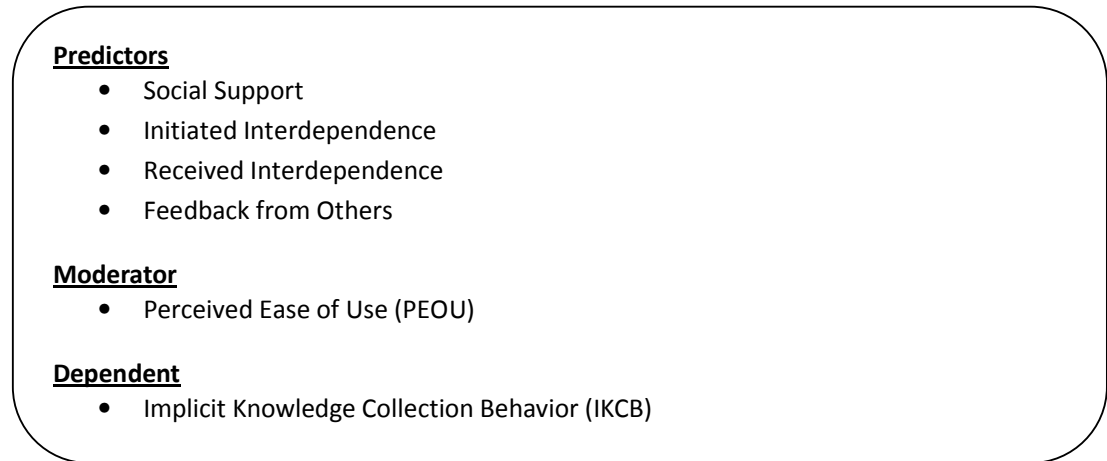 Predictors
• Social Support
• Initiated Interdependence
• Received Interdependence
• Feedback from Others
Moderator
• Perceived Ease of Use (PEOU)
Dependent
• Implicit Knowledge Collection Behavior (IKCB)